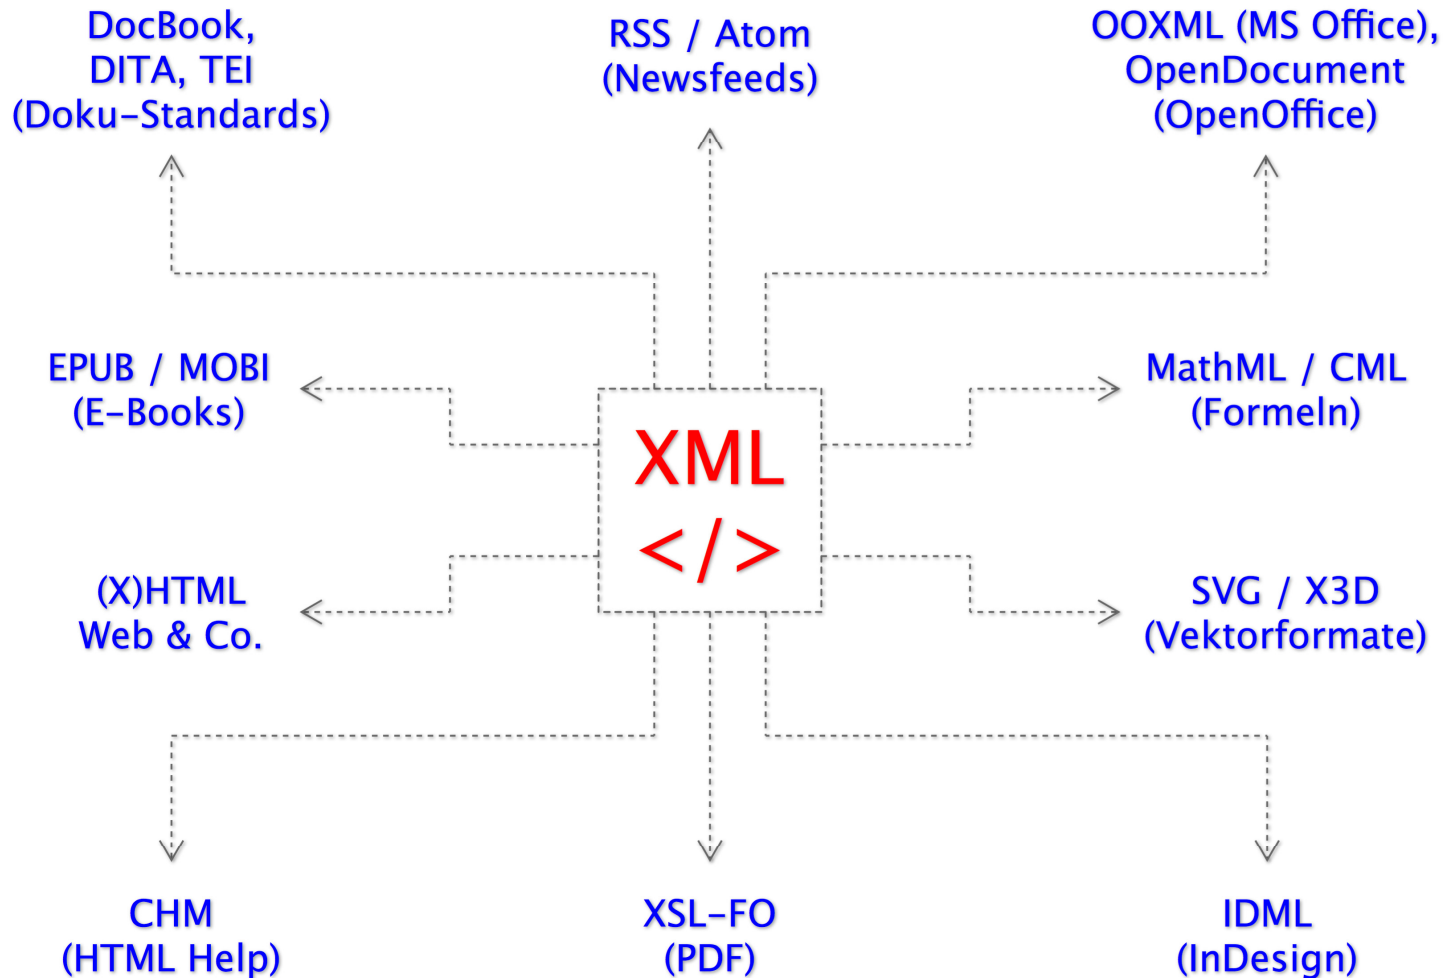 DocBook,
DITA, TEI
(Doku-Standards)
RSS / Atom
(Newsfeeds)
OOXML (MS Office),
OpenDocument
(OpenOffice)
EPUB / MOBI
(E-Books)
XML
</>
MathML / CML
(Formeln)
(X)HTML
Web & Co.
SVG / X3D
(Vektorformate)
CHM
(HTML Help)
XSL-FO
(PDF)
IDML
(InDesign)